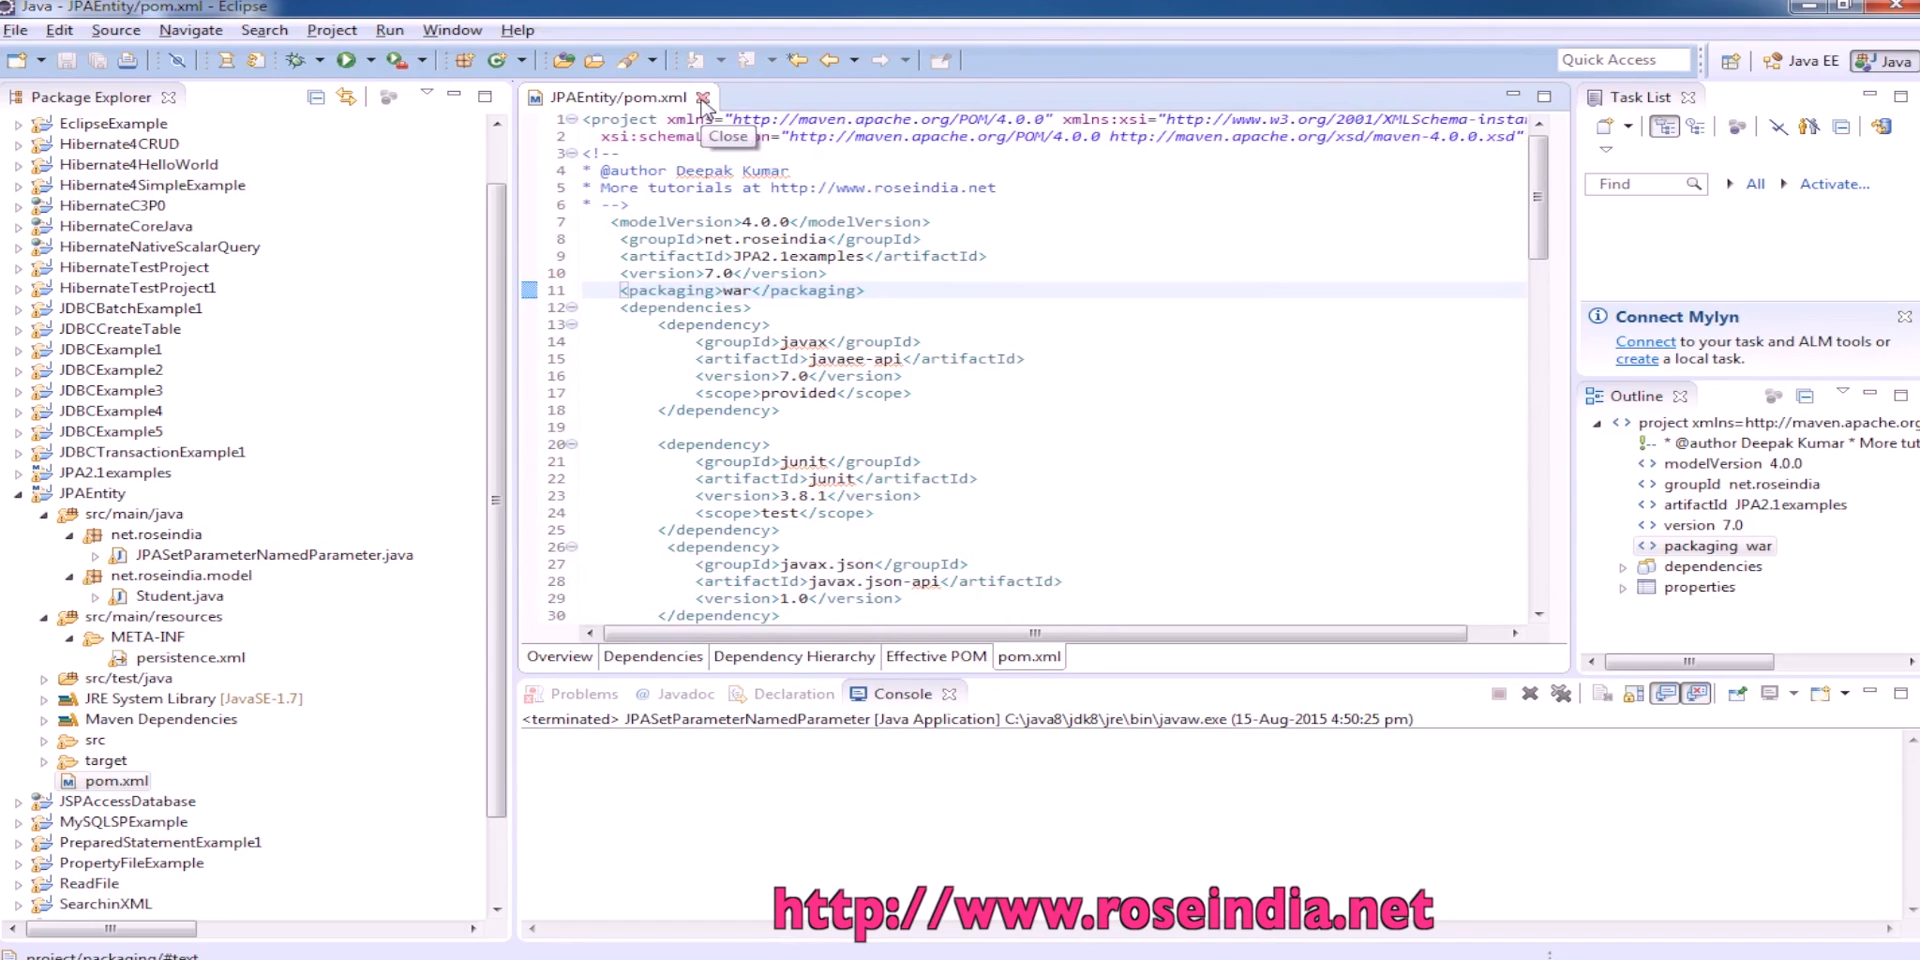 Java - JPAEntity/pom.xml - Eclipse
File Edit Source Navigate Search Project Run Window Help
Quick Access
Java EE
Java
Package Explorer
EclipseExample
Hibernate4CRUD
Hibernate4HelloWorld
Hibernate4SimpleExample
HibernateC3P0
HibernateCoreJava
HibernateNativeScalarQuery
HibernateTestProject
HibernateTestProject1
JDBCBatchExample1
JDBCCreateTable
JDBCExample1
JDBCExample2
JDBCExample3
JDBCExample4
JDBCExample5
JDBCTransactionExample1
JPA2.1examples
JPAEntity
src/main/java
net.roseindia
JPASetParameterNamedParameter.java
net.roseindia.model
Student.java
src/main/resources
META-INF
persistence.xml
src/test/java
JRE System Library [JavaSE-1.7]
Maven Dependencies
src
target
pom.xml
JSPAccessDatabase
MySQLSPExample
PreparedStatementExample1
PropertyFileExample
ReadFile
SearchinXML
project/packaging/#text
JPAEntity/pom.xml
Close
1 <project xmlns="http://maven.apache.org/POM/4.0.0" xmlns:xsi="http://www.w3.org/2001/XMLSchema-instan
2 xsi:schemaL on="http://maven.apache.org/POM/4.0.0 http://maven.apache.org/xsd/maven-4.0.0.xsd"
3 <!--
4 * @author Deepak Kumar
5 * More tutorials at http://www.roseindia.net
6 * -->
7 <modelVersion>4.0.0</modelVersion>
8 <groupId>net.roseindia</groupId>
9 <artifactId>JPA2.1examples</artifactId>
10 <version>7.0</version>
11 <packaging>war</packaging>
12 <dependencies>
13 <dependency>
14 <groupId>javax</groupId>
15 <artifactId>javaee-api</artifactId>
16 <version>7.0</version>
17 <scope>provided</scope>
18 </dependency>
19
20 <dependency>
21 <groupId>junit</groupId>
22 <artifactId>junit</artifactId>
23 <version>3.8.1</version>
24 <scope>test</scope>
25 </dependency>
26 <dependency>
27 <groupId>javax.json</groupId>
28 <artifactId>javax.json-api</artifactId>
29 <version>1.0</version>
30 </dependency>
Overview Dependencies Dependency Hierarchy Effective POM pom.xml
Problems @ Javadoc Declaration Console
<terminated> JPASetParameterNamedParameter [Java Application] C:\java8\jdk8\jre\bin\javaw.exe (15-Aug-2015 4:50:25 pm)
http://www.roseindia.net
Task List
Find All Activate...
Connect Mylyn
Connect to your task and ALM tools or
create a local task.
Outline
project xmlns=http://maven.apache.org
* @author Deepak Kumar * More tut
modelVersion 4.0.0
groupId net.roseindia
artifactId JPA2.1examples
version 7.0
packaging war
dependencies
properties